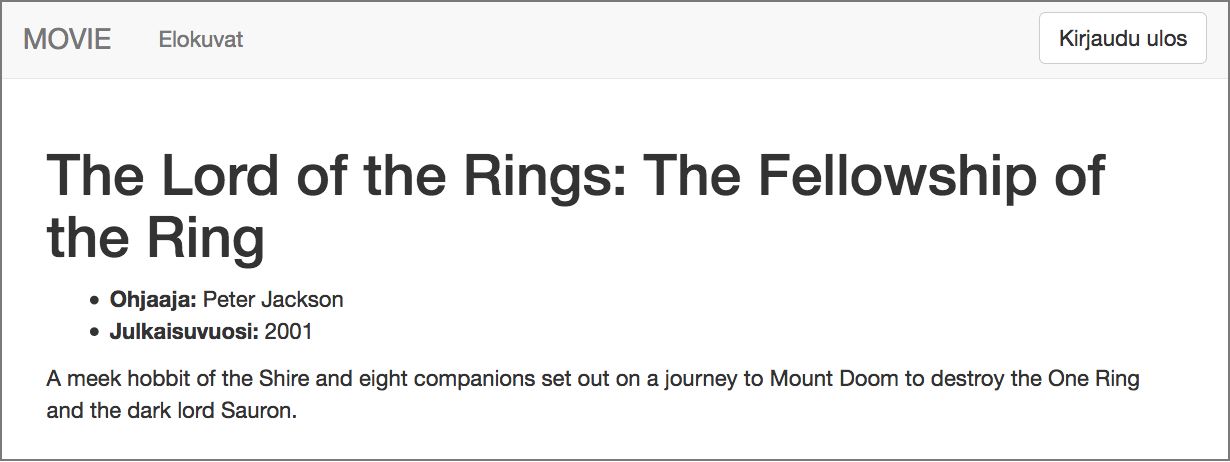 MOVIE Elokuvat Kirjaudu ulos
The Lord of the Rings: The Fellowship of
the Ring
• Ohjaaja: Peter Jackson
• Julkaisuvuosi: 2001
A meek hobbit of the Shire and eight companions set out on a journey to Mount Doom to destroy the One Ring
and the dark lord Sauron.